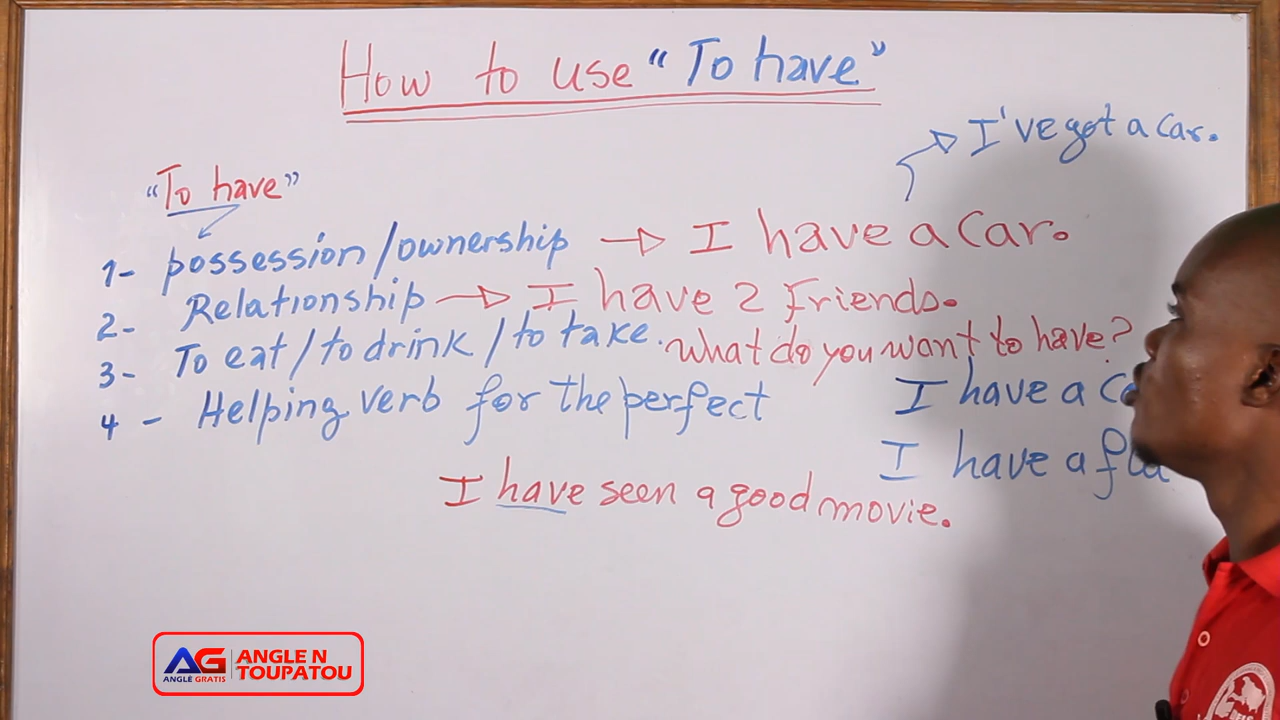 How to use "To have"
I've got a car.
"To have"
1- possession/ownership → I have a car.
2- Relationship → I have 2 friends.
3- To eat/to drink/to take. What do you want to have?
4- Helping verb for the perfect
I have a
I have a
I have seen a good movie.
AG ANGLE N TOUPATOU
ANGLE GRATIS